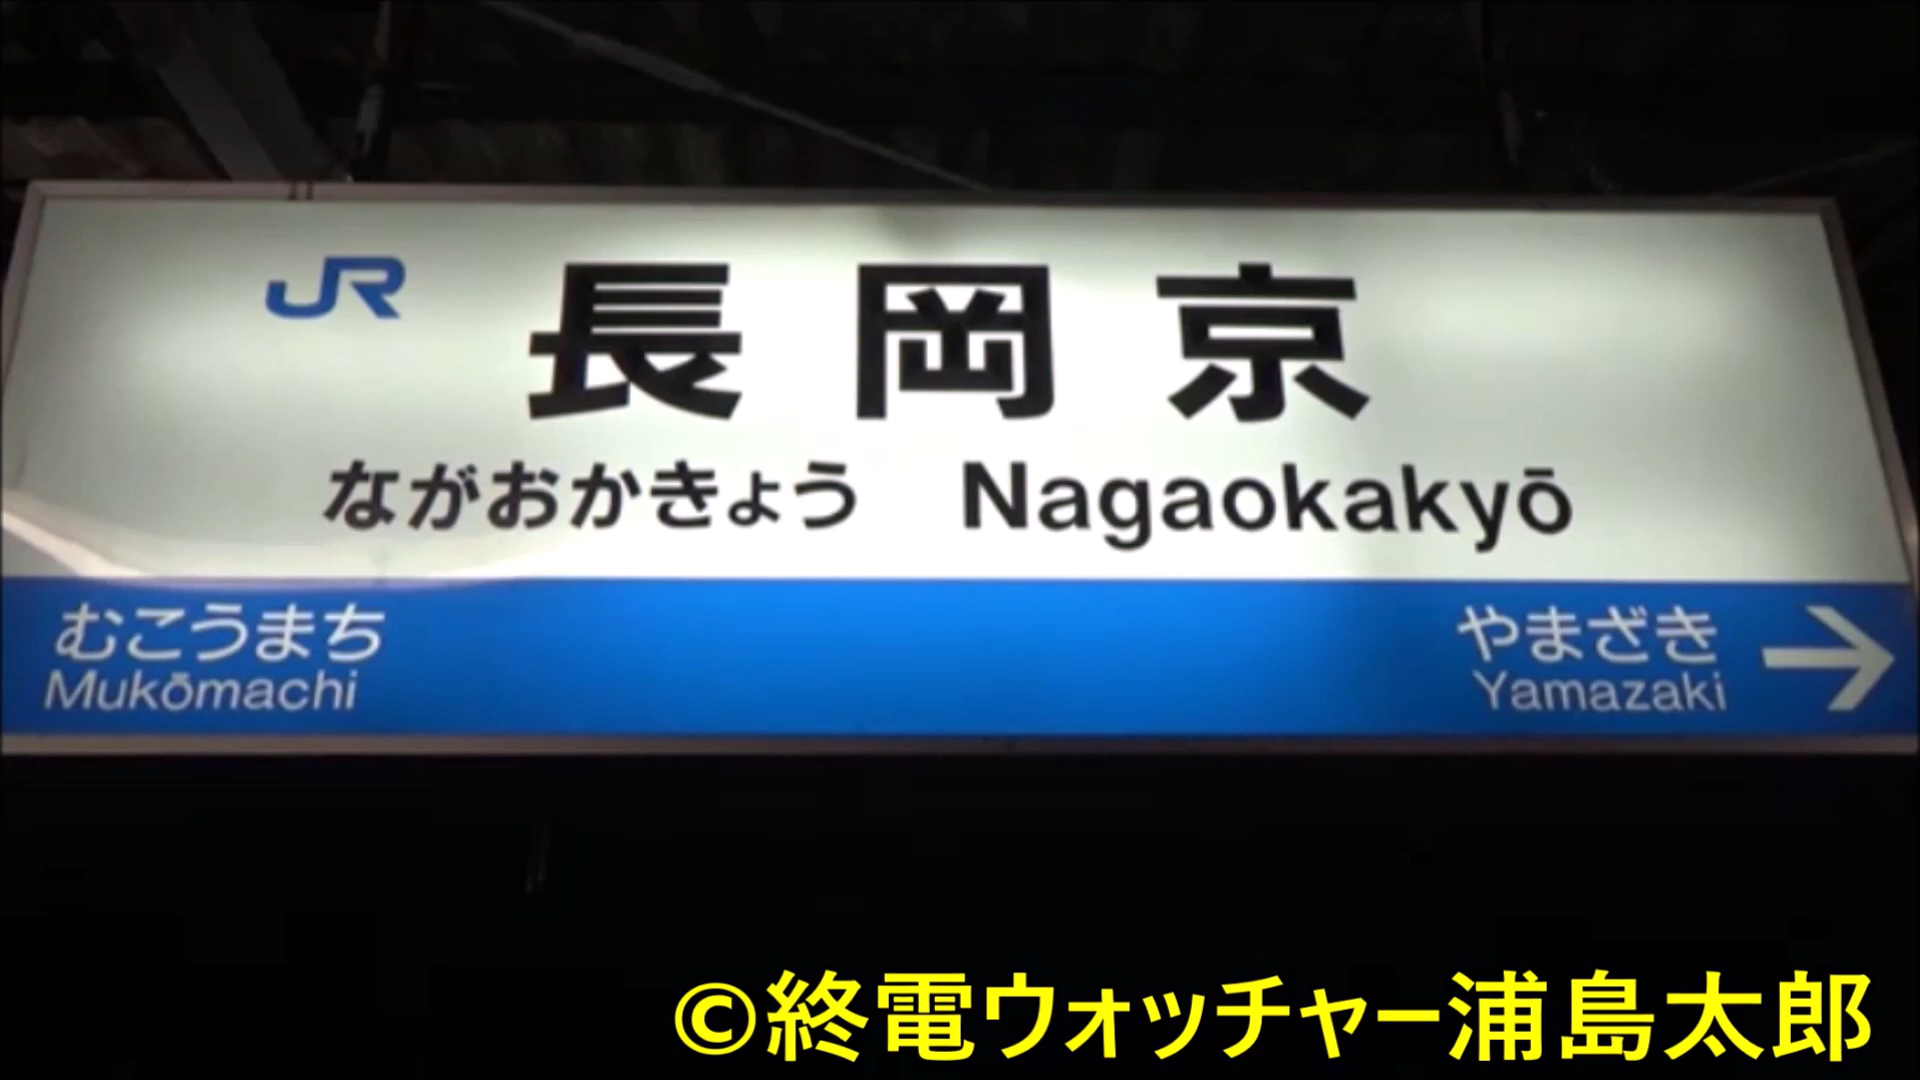 JR 長岡京
ながおかきょう Nagaokakyō
むこうまち
Mukōmachi
やまざき →
Yamazaki
©終電ウォッチャー浦島太郎